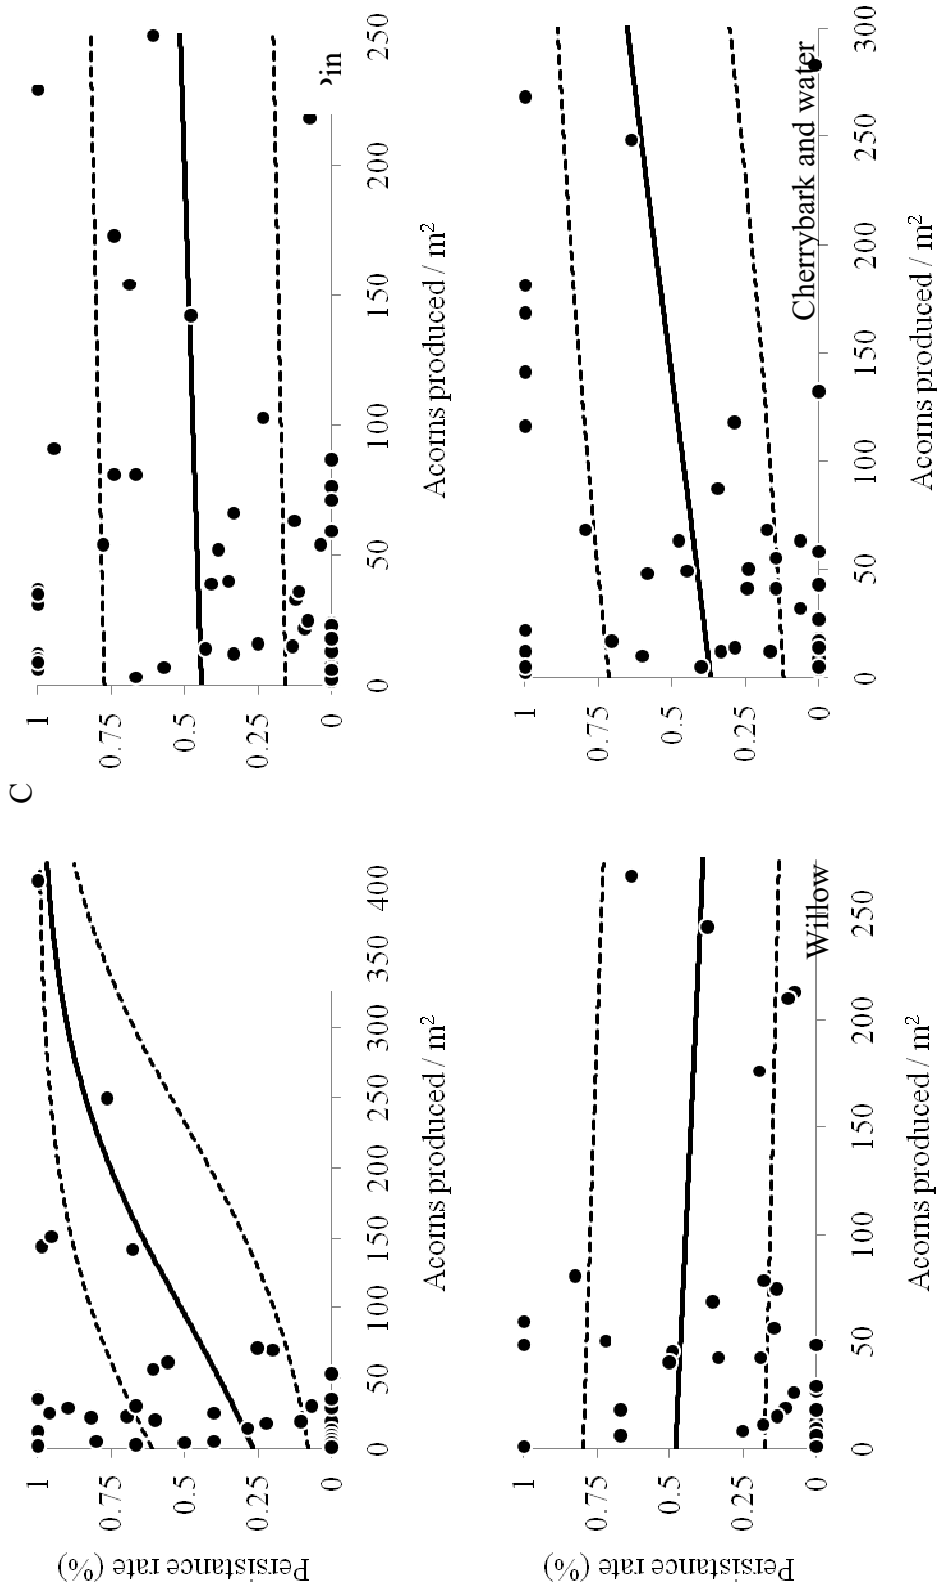 C
Persistance rate (%)
1
0.75
0.5
0.25
0
0 50 100 150 200 250 300 350 400
Acorns produced / m²
1
0.75
0.5
0.25
0
0 50 100 150 200 250
Acorns produced / m²
Persistance rate (%)
1
0.75
0.5
0.25
0
Willow
0 50 100 150 200 250
Acorns produced / m²
1
0.75
0.5
0.25
0
Cherrybark and water
0 50 100 150 200 250 300
Acorns produced / m²